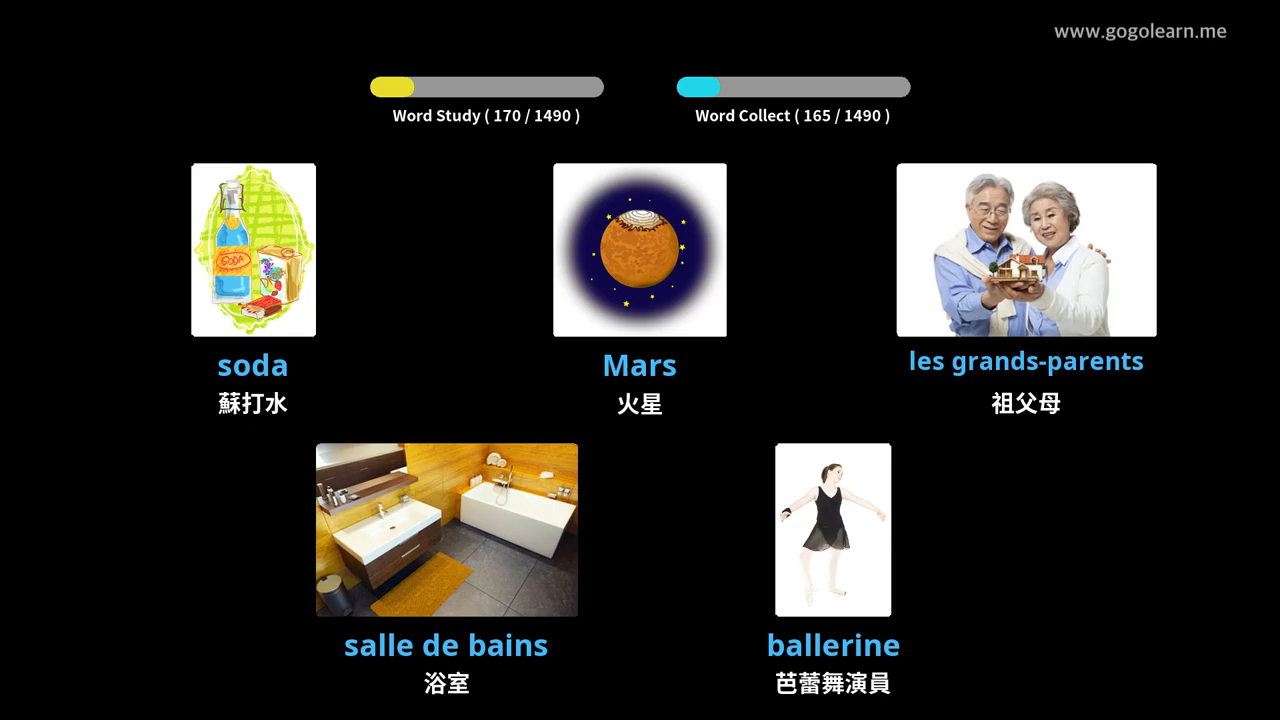 www.gogolearn.me
Word Study ( 170 / 1490 )
Word Collect ( 165 / 1490 )
SODA
soda
蘇打水
Mars
火星
les grands-parents
祖父母
salle de bains
浴室
ballerine
芭蕾舞演員